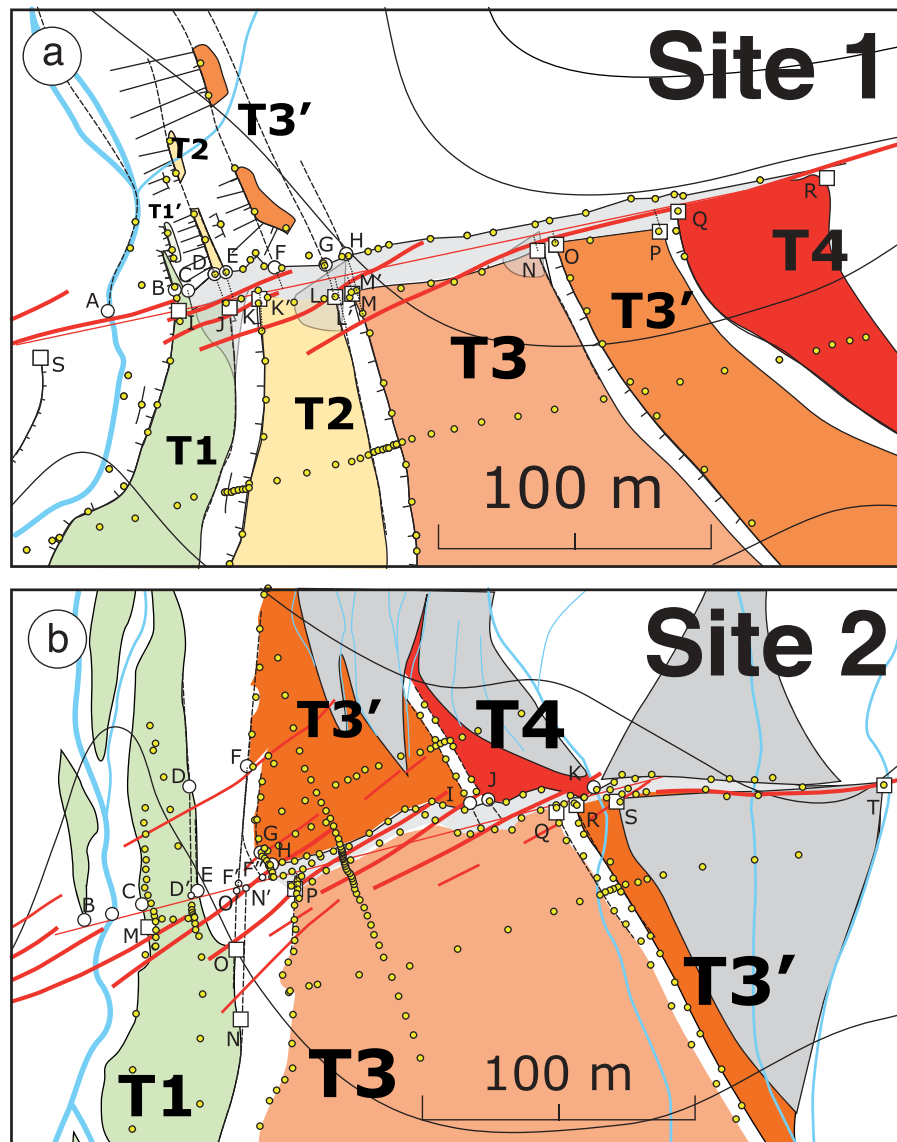 a
Site 1
T3′
T2
T1′
H
G
F
E
D
C
B
A
R
Q
P
O
N
M′
M
L
L′
K′
K
J
I
S
T4
T3′
T3
T2
T1
100 m
b
Site 2
T3′
T4
F
D
K
J
I
T
S
R
Q
G
H
F″
F′
E
D′
C
B
N′
O′
P
M
O
N
T3′
T3
T1
100 m